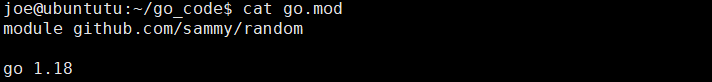 joe@ubuntutu:~/go_code$ cat go.mod
module github.com/sammy/random
go 1.18